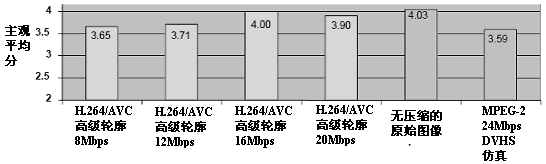 主观
平均
分
4
3.5
3
2.5
2
3.65
3.71
4.00
3.90
4.03
3.59
H.264/AVC
高级轮廓
8Mbps
H.264/AVC
高级轮廓
12Mbps
H.264/AVC
高级轮廓
16Mbps
H.264/AVC
高级轮廓
20Mbps
无压缩的
原始图像
MPEG-2
24Mbps
DVHS
仿真